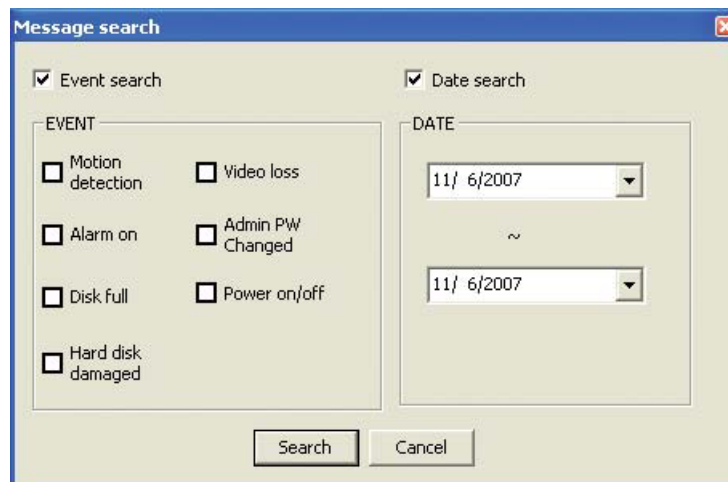 Message search
Event search
Date search
EVENT
Motion
detection
Video loss
Alarm on
Admin PW
Changed
Disk full
Power on/off
Hard disk
damaged
DATE
11/ 6/2007
~
11/ 6/2007
Search
Cancel